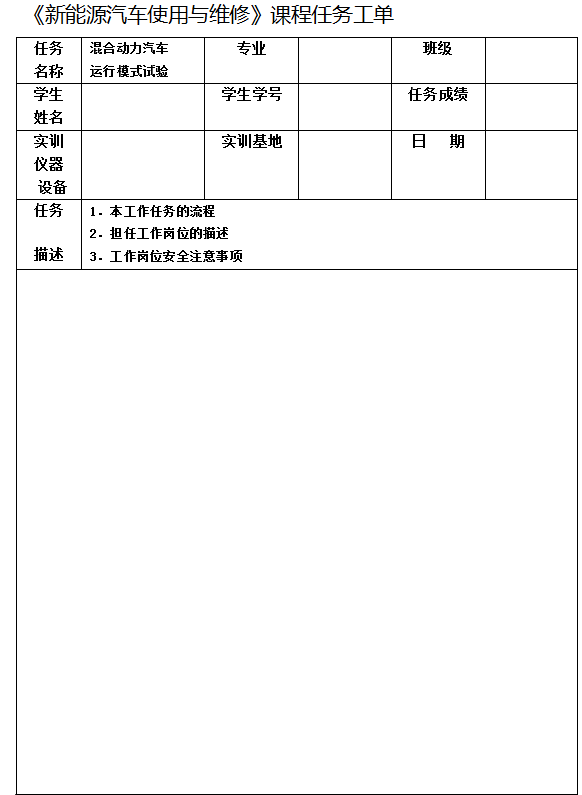 《新能源汽车使用与维修》课程任务工单
任务名称 混合动力汽车运行模式试验 专业 班级
学生姓名 学生学号 任务成绩
实训仪器设备 实训基地 日 期
任务描述
1．本工作任务的流程
2．担任工作岗位的描述
3．工作岗位安全注意事项